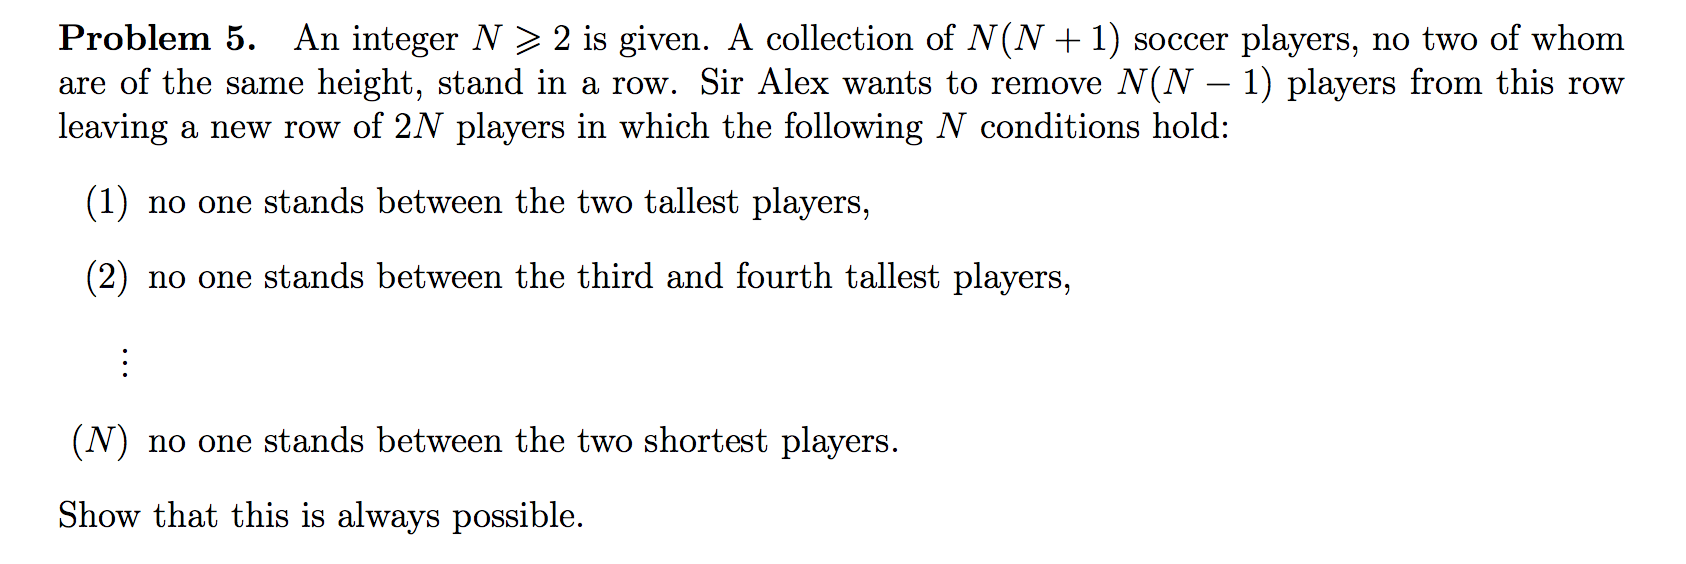 Problem 5. An integer N ⩾ 2 is given. A collection of N(N + 1) soccer players, no two of whom
are of the same height, stand in a row. Sir Alex wants to remove N(N − 1) players from this row
leaving a new row of 2N players in which the following N conditions hold:
(1) no one stands between the two tallest players,
(2) no one stands between the third and fourth tallest players,
⋮
(N) no one stands between the two shortest players.
Show that this is always possible.